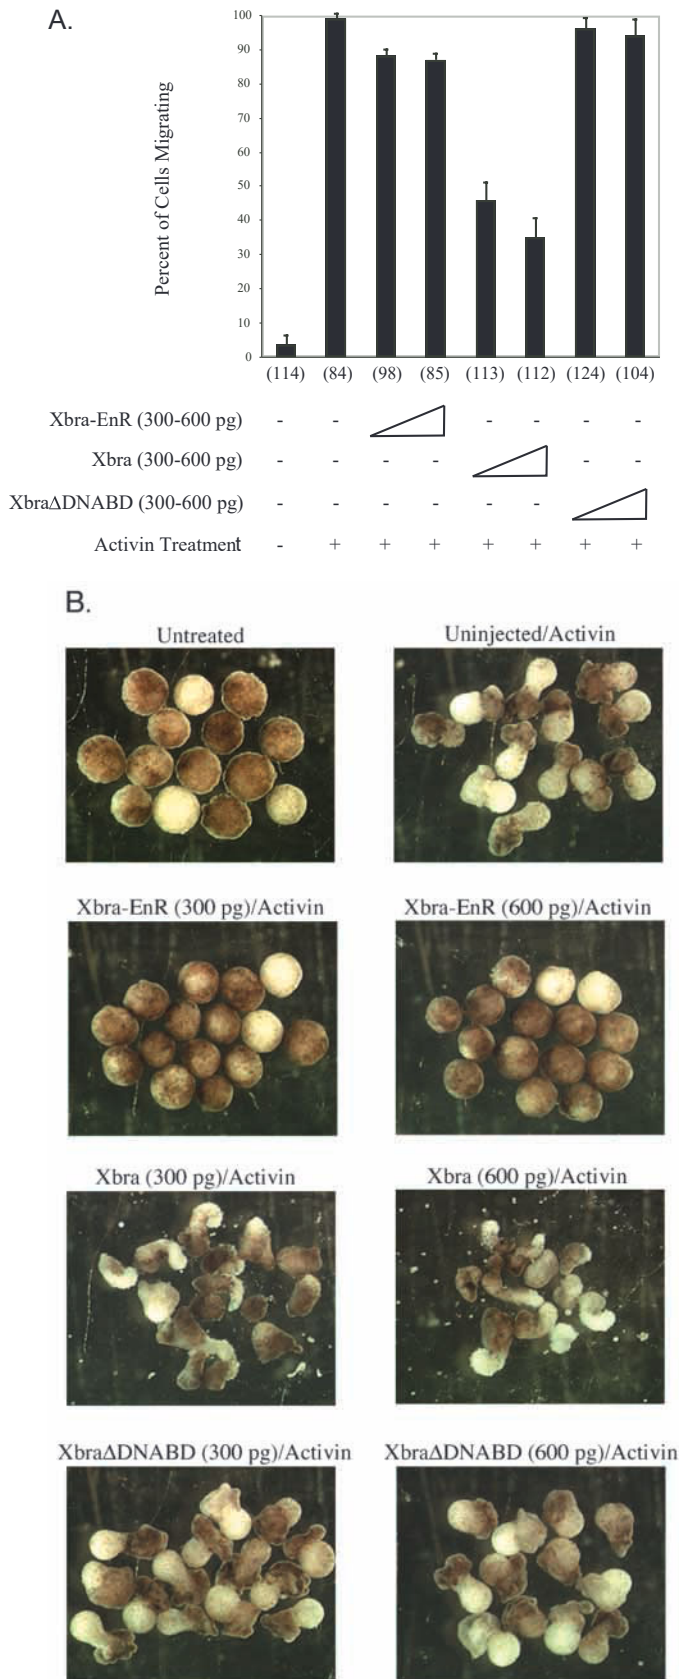 A.
Percent of Cells Migrating
100
90
80
70
60
50
40
30
20
10
0
(114) (84) (98) (85) (113) (112) (124) (104)
Xbra-EnR (300-600 pg) - - - - - -
Xbra (300-600 pg) - - - - - -
XbraΔDNABD (300-600 pg) - - - - - -
Activin Treatment - + + + + + + +
B.
Untreated Uninjected/Activin
Xbra-EnR (300 pg)/Activin Xbra-EnR (600 pg)/Activin
Xbra (300 pg)/Activin Xbra (600 pg)/Activin
XbraΔDNABD (300 pg)/Activin XbraΔDNABD (600 pg)/Activin